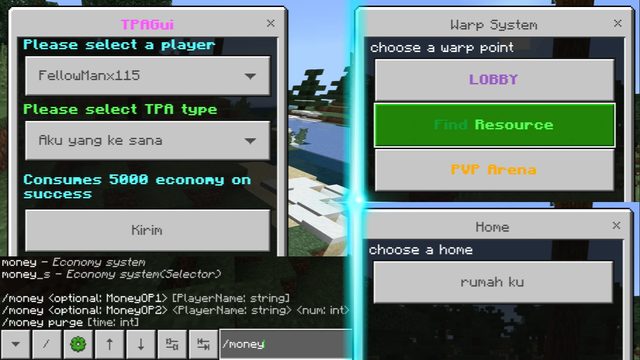 TPAGui
Please select a player
FellowManx115
Please select TPA type
Aku yang ke sana
Consumes 5000 economy on
success
Kirim
money - Economy system
money_s - Economy system(Selector)
/money <optional: MoneyOP1> [PlayerName: string]
/money <optional: MoneyOP2> <PlayerName: string> <num: int>
/money purge [time: int]
/money
Warp System
choose a warp point
LOBBY
Find Resource
PVP Arena
Home
choose a home
rumah ku